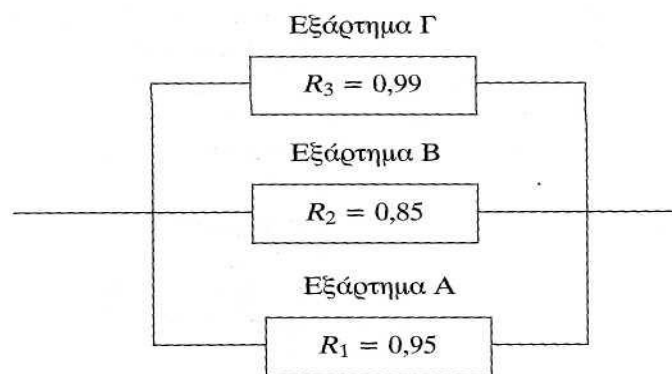 Εξάρτημα Γ
R₃ = 0,99
Εξάρτημα Β
R₂ = 0,85
Εξάρτημα Α
R₁ = 0,95